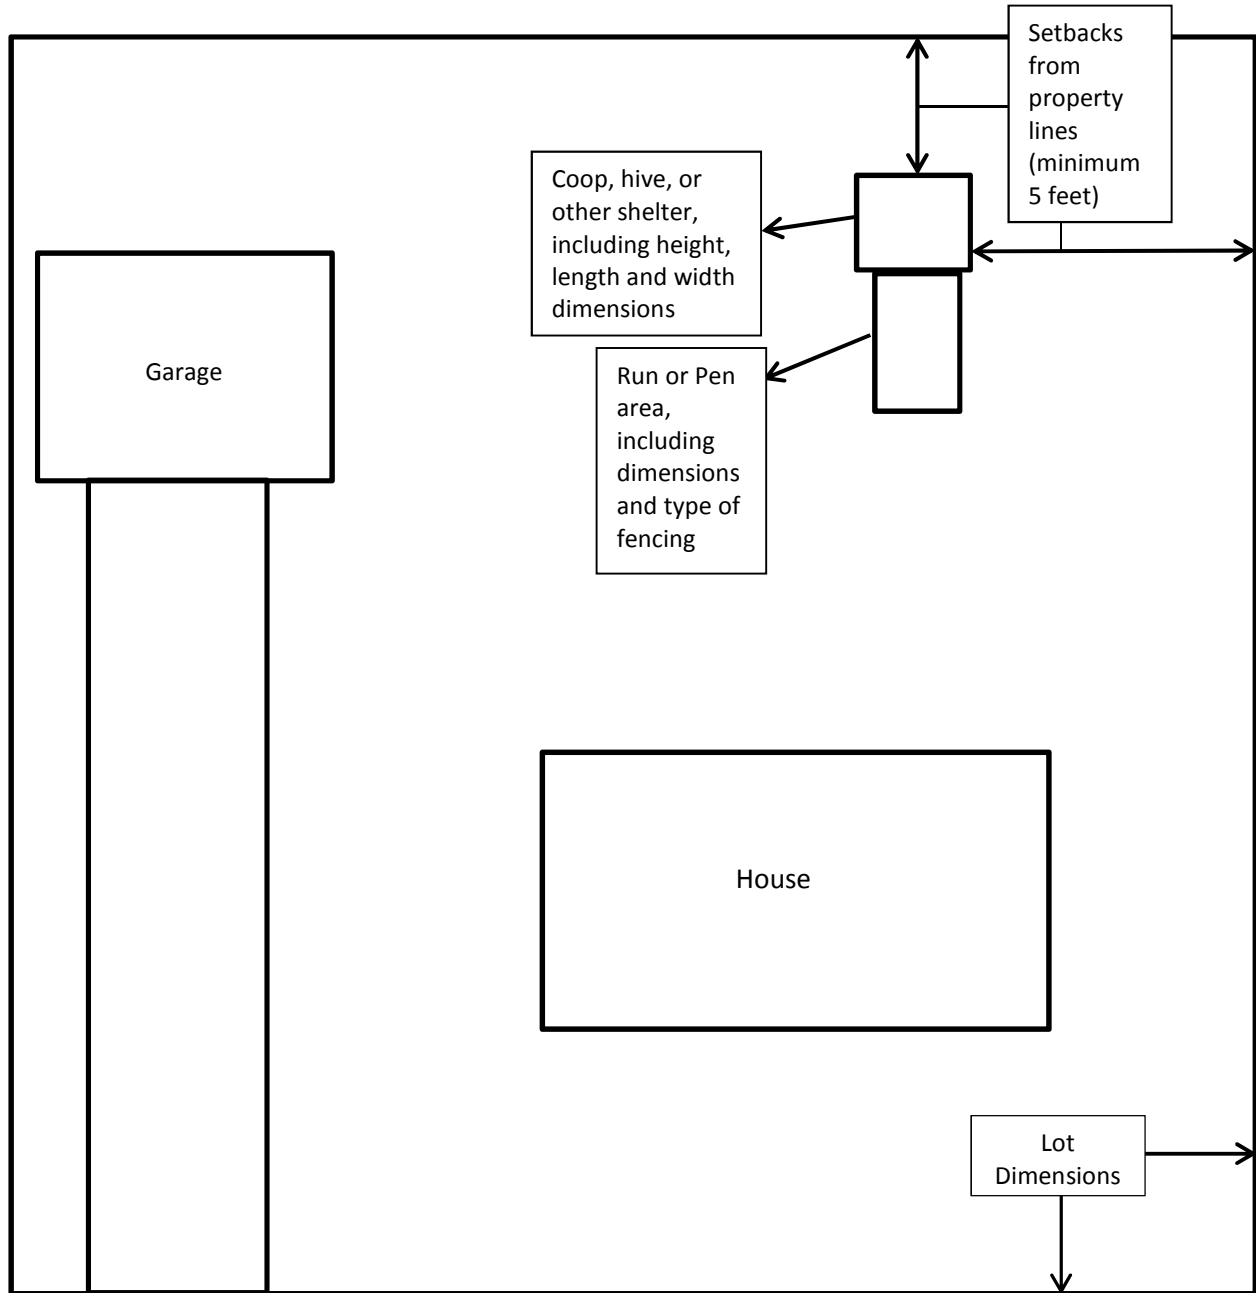 Setbacks
from
property
lines
(minimum
5 feet)
Coop, hive, or
other shelter,
including height,
length and width
dimensions
Garage
Run or Pen
area,
including
dimensions
and type of
fencing
House
Lot
Dimensions